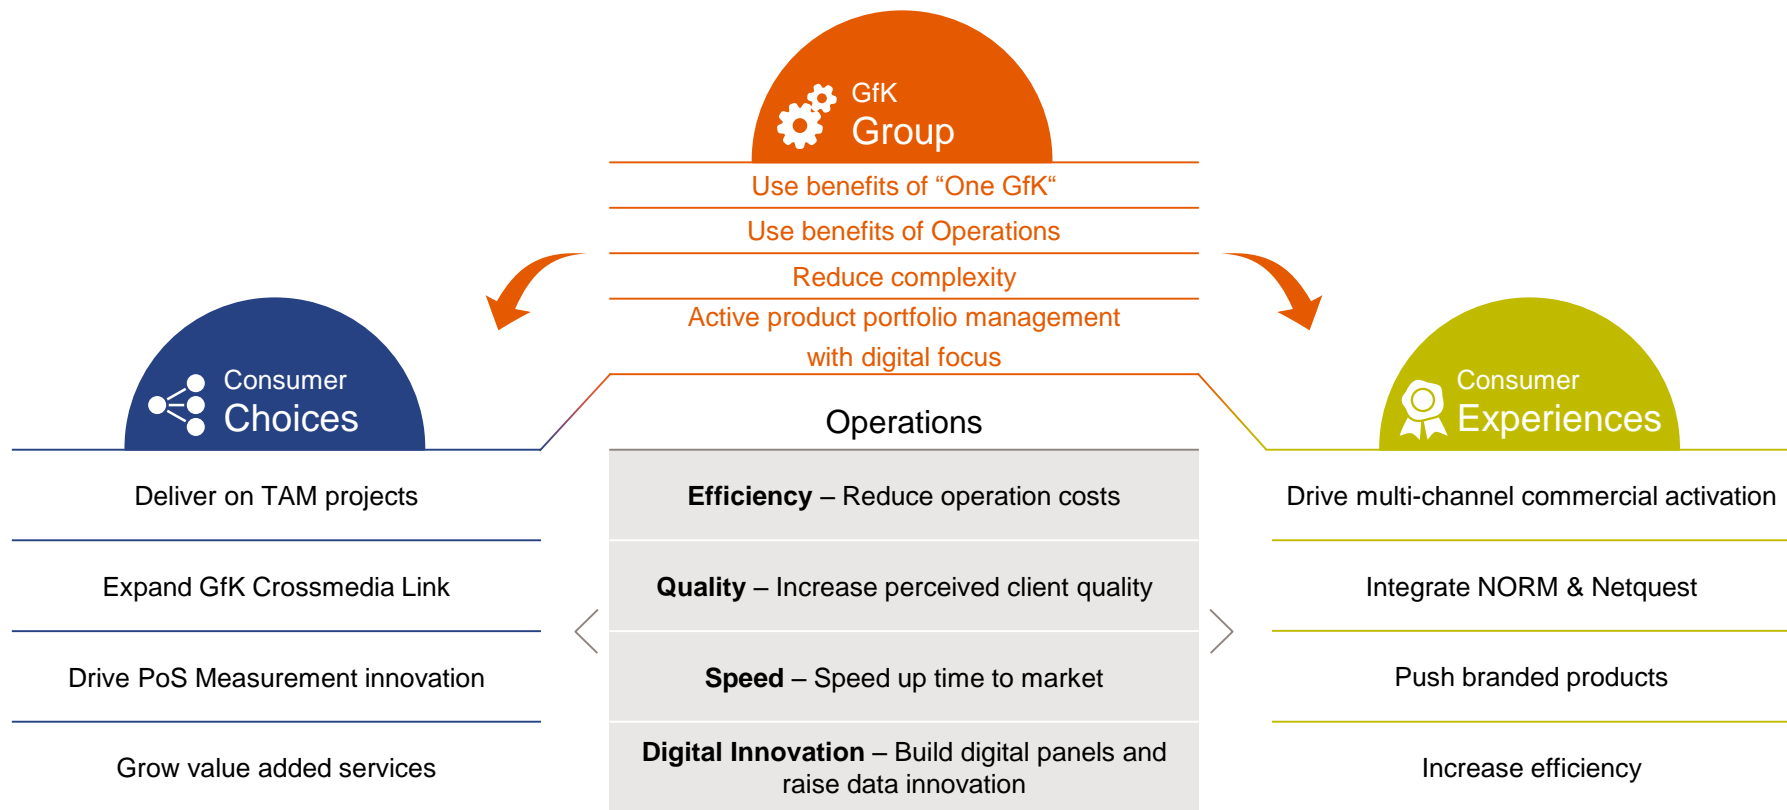 GfK
Group
Use benefits of “One GfK“
Use benefits of Operations
Reduce complexity
Active product portfolio management
with digital focus
Consumer
Choices
Deliver on TAM projects
Expand GfK Crossmedia Link
Drive PoS Measurement innovation
Grow value added services
Operations
Efficiency – Reduce operation costs
Quality – Increase perceived client quality
Speed – Speed up time to market
Digital Innovation – Build digital panels and
raise data innovation
Consumer
Experiences
Drive multi-channel commercial activation
Integrate NORM & Netquest
Push branded products
Increase efficiency